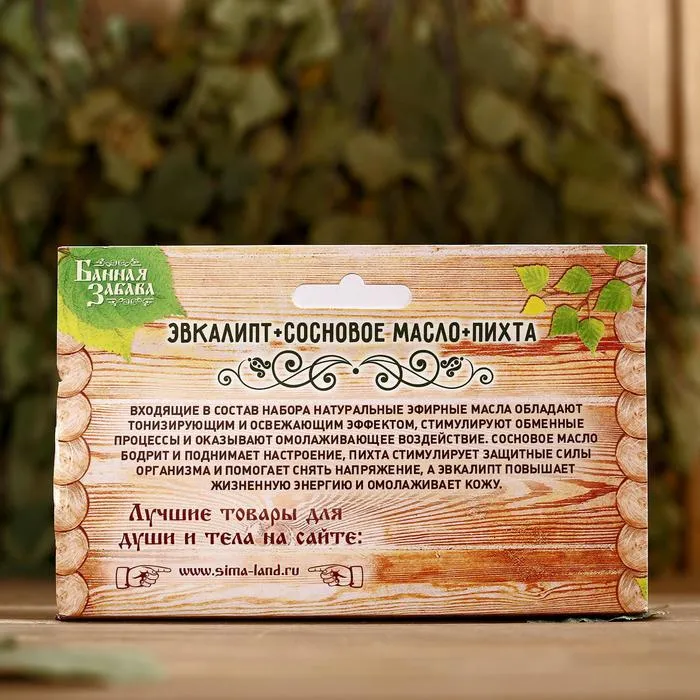 Банная
Забава
ЭВКАЛИПТ+СОСНОВОЕ МАСЛО+ПИХТА
ВХОДЯЩИЕ В СОСТАВ НАБОРА НАТУРАЛЬНЫЕ ЭФИРНЫЕ МАСЛА ОБЛАДАЮТ
ТОНИЗИРУЮЩИМ И ОСВЕЖАЮЩИМ ЭФФЕКТОМ, СТИМУЛИРУЮТ ОБМЕННЫЕ
ПРОЦЕССЫ И ОКАЗЫВАЮТ ОМОЛАЖИВАЮЩЕЕ ВОЗДЕЙСТВИЕ. СОСНОВОЕ МАСЛО
БОДРИТ И ПОДНИМАЕТ НАСТРОЕНИЕ, ПИХТА СТИМУЛИРУЕТ ЗАЩИТНЫЕ СИЛЫ
ОРГАНИЗМА И ПОМОГАЕТ СНЯТЬ НАПРЯЖЕНИЕ, А ЭВКАЛИПТ ПОВЫШАЕТ
ЖИЗНЕННУЮ ЭНЕРГИЮ И ОМОЛАЖИВАЕТ КОЖУ.
Лучшие товары для
души и тела на сайте:
www.sima-land.ru